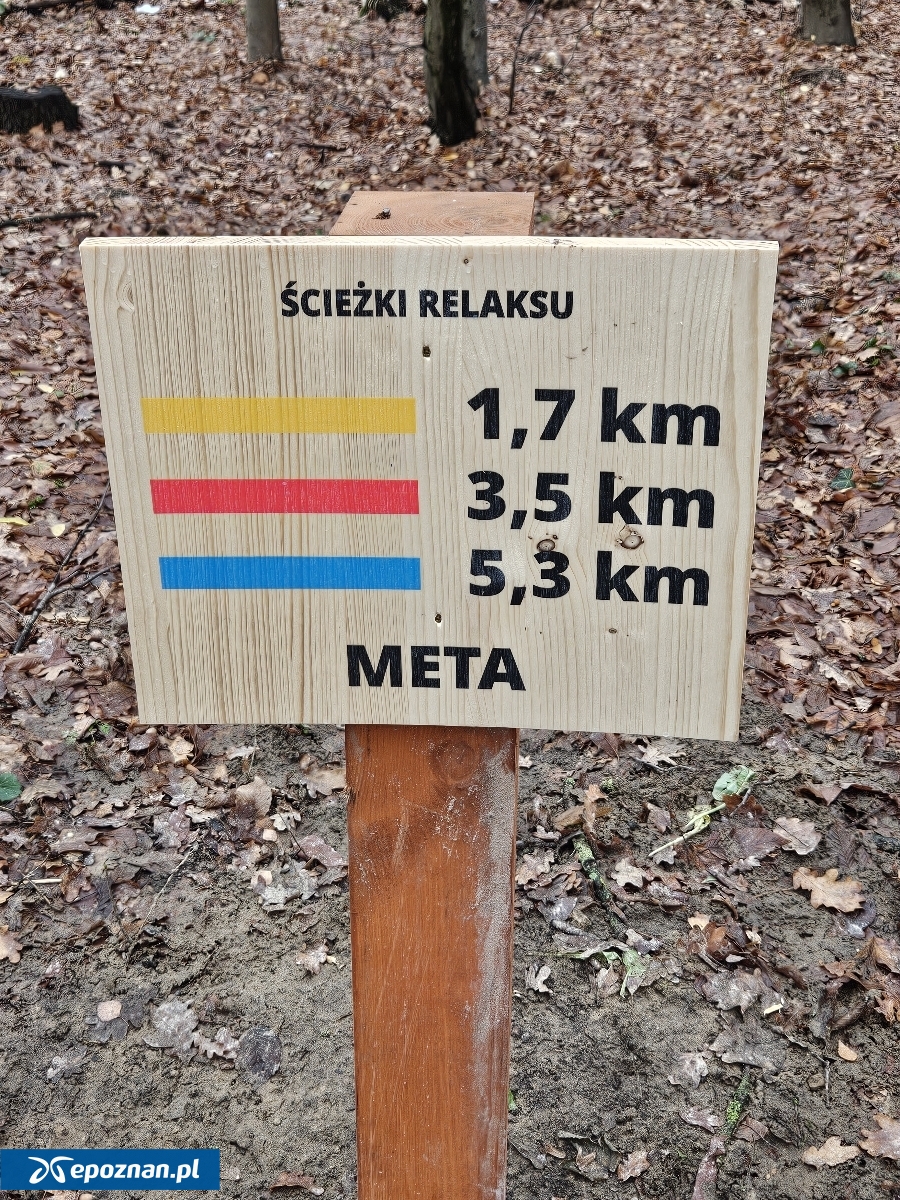 ŚCIEŻKI RELAKSU
1,7 km
3,5 km
5,3 km
META
epoznan.pl